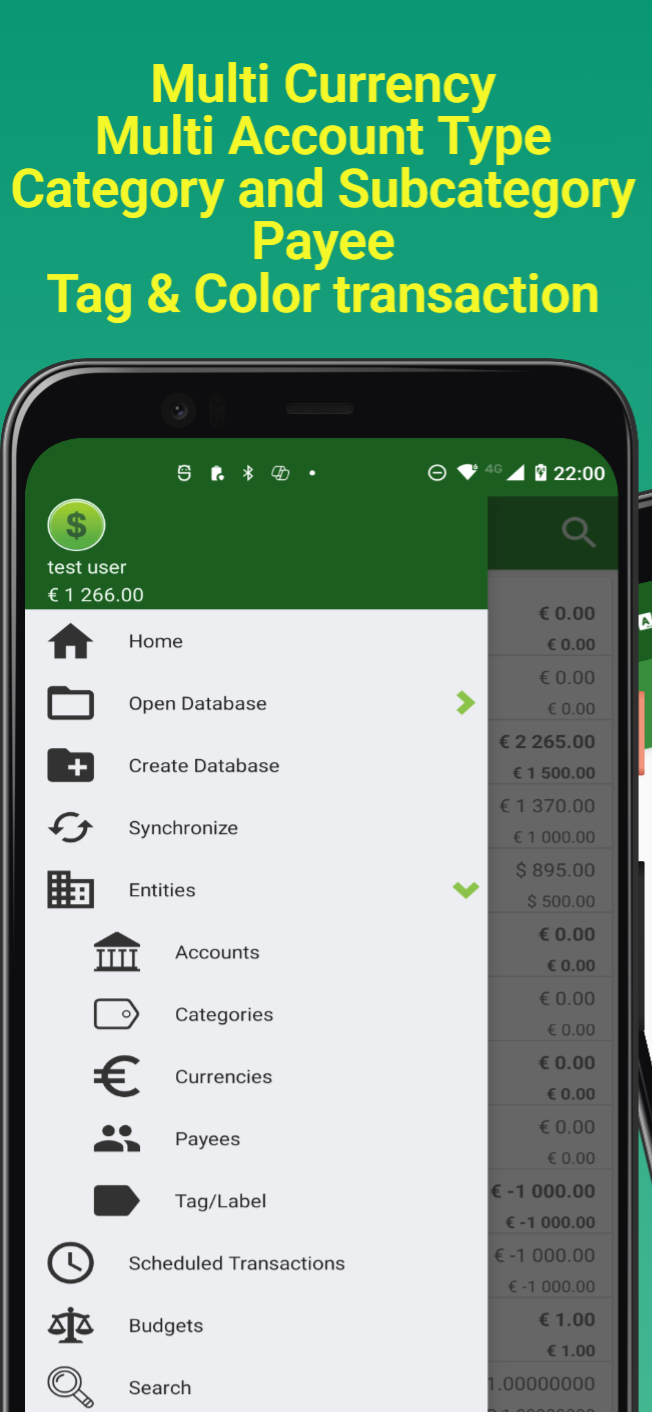 Multi Currency
Multi Account Type
Category and Subcategory
Payee
Tag & Color transaction
4G 22:00
$
test user
€ 1 266.00
Home
Open Database
Create Database
Synchronize
Entities
Accounts
Categories
Currencies
Payees
Tag/Label
Scheduled Transactions
Budgets
Search
€ 0.00
€ 0.00
€ 0.00
€ 0.00
€ 2 265.00
€ 1 500.00
€ 1 370.00
€ 1 000.00
$ 895.00
$ 500.00
€ 0.00
€ 0.00
€ 0.00
€ 0.00
€ 0.00
€ 0.00
€ 0.00
€ 0.00
€ -1 000.00
€ -1 000.00
€ -1 000.00
€ -1 000.00
€ 1.00
€ 1.00
1.00000000